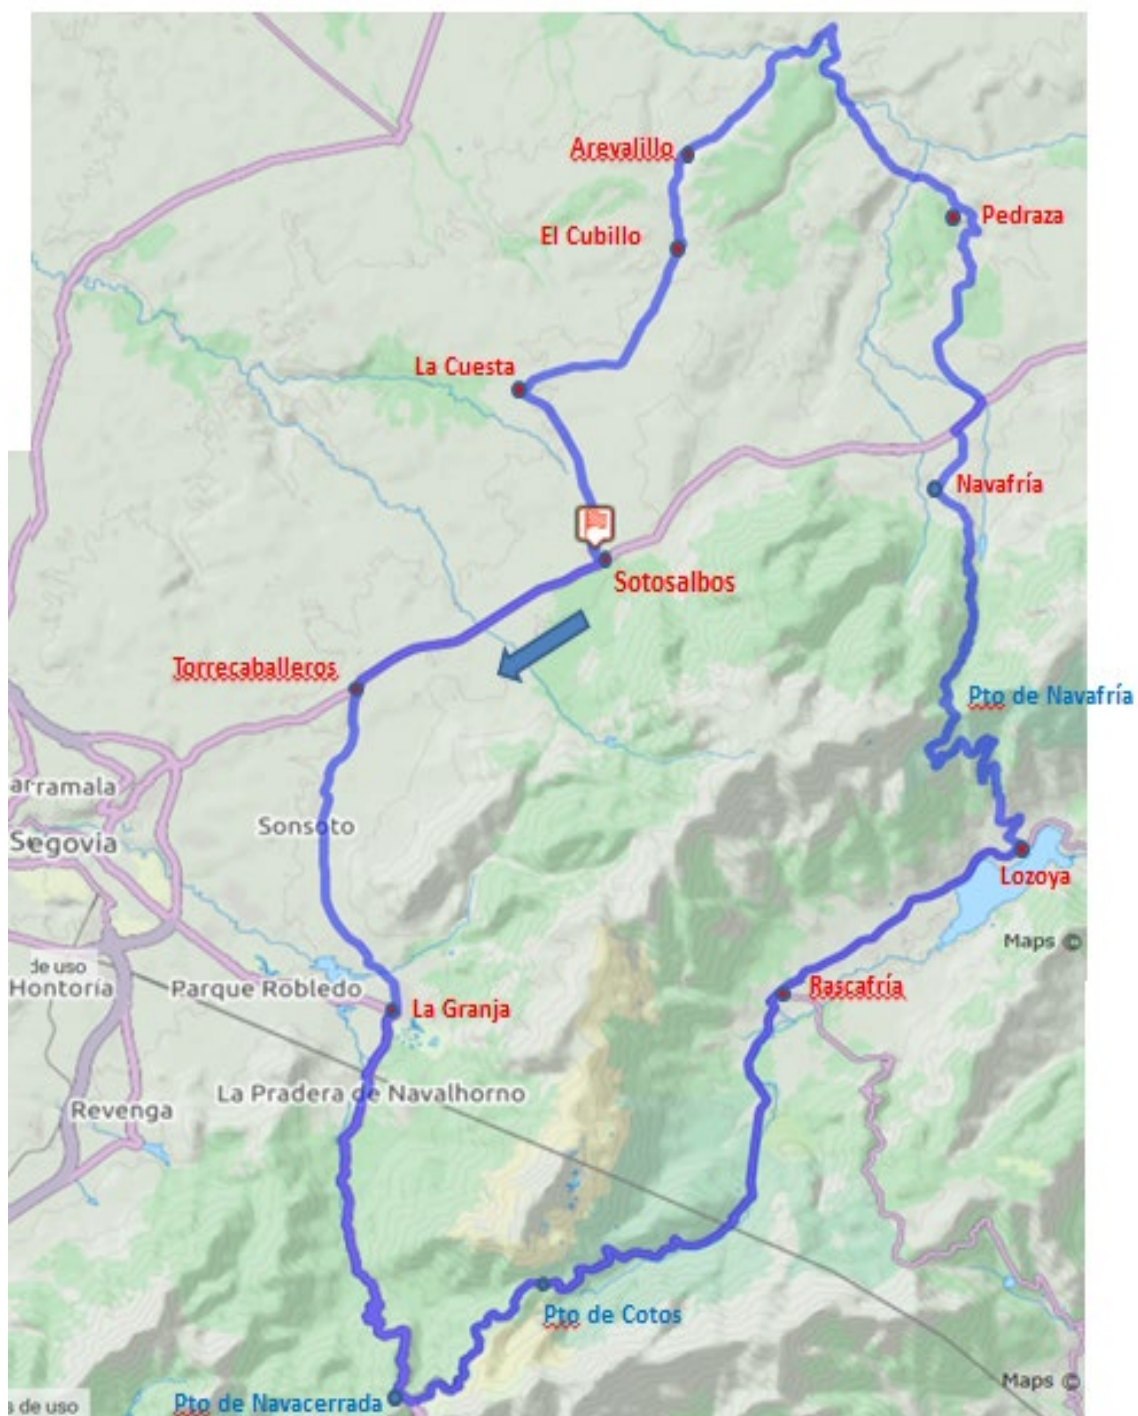 Arevalillo
Pedraza
El Cubillo
La Cuesta
Navafría
Sotosalbos
Torrecaballeros
Pto de Navafría
arramala
Sonsoto
Segovia
Lozoya
Maps ©
de uso
Hontoria
Parque Robledo
Rascafría
La Granja
La Pradera de Navalhorno
Revenga
Pto de Cotos
Maps ©
Pto de Navacerrada
s de uso